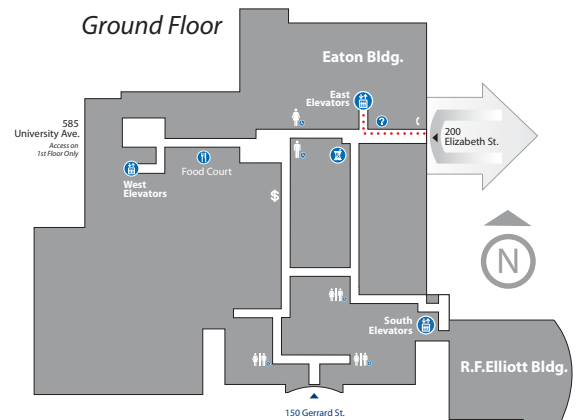 Ground Floor
Eaton Bldg.
East
Elevators
?
585
University Ave.
Access on
1st Floor Only
200
Elizabeth St.
West
Elevators
Food Court
$
N
South
Elevators
R.F.Elliott Bldg.
150 Gerrard St.